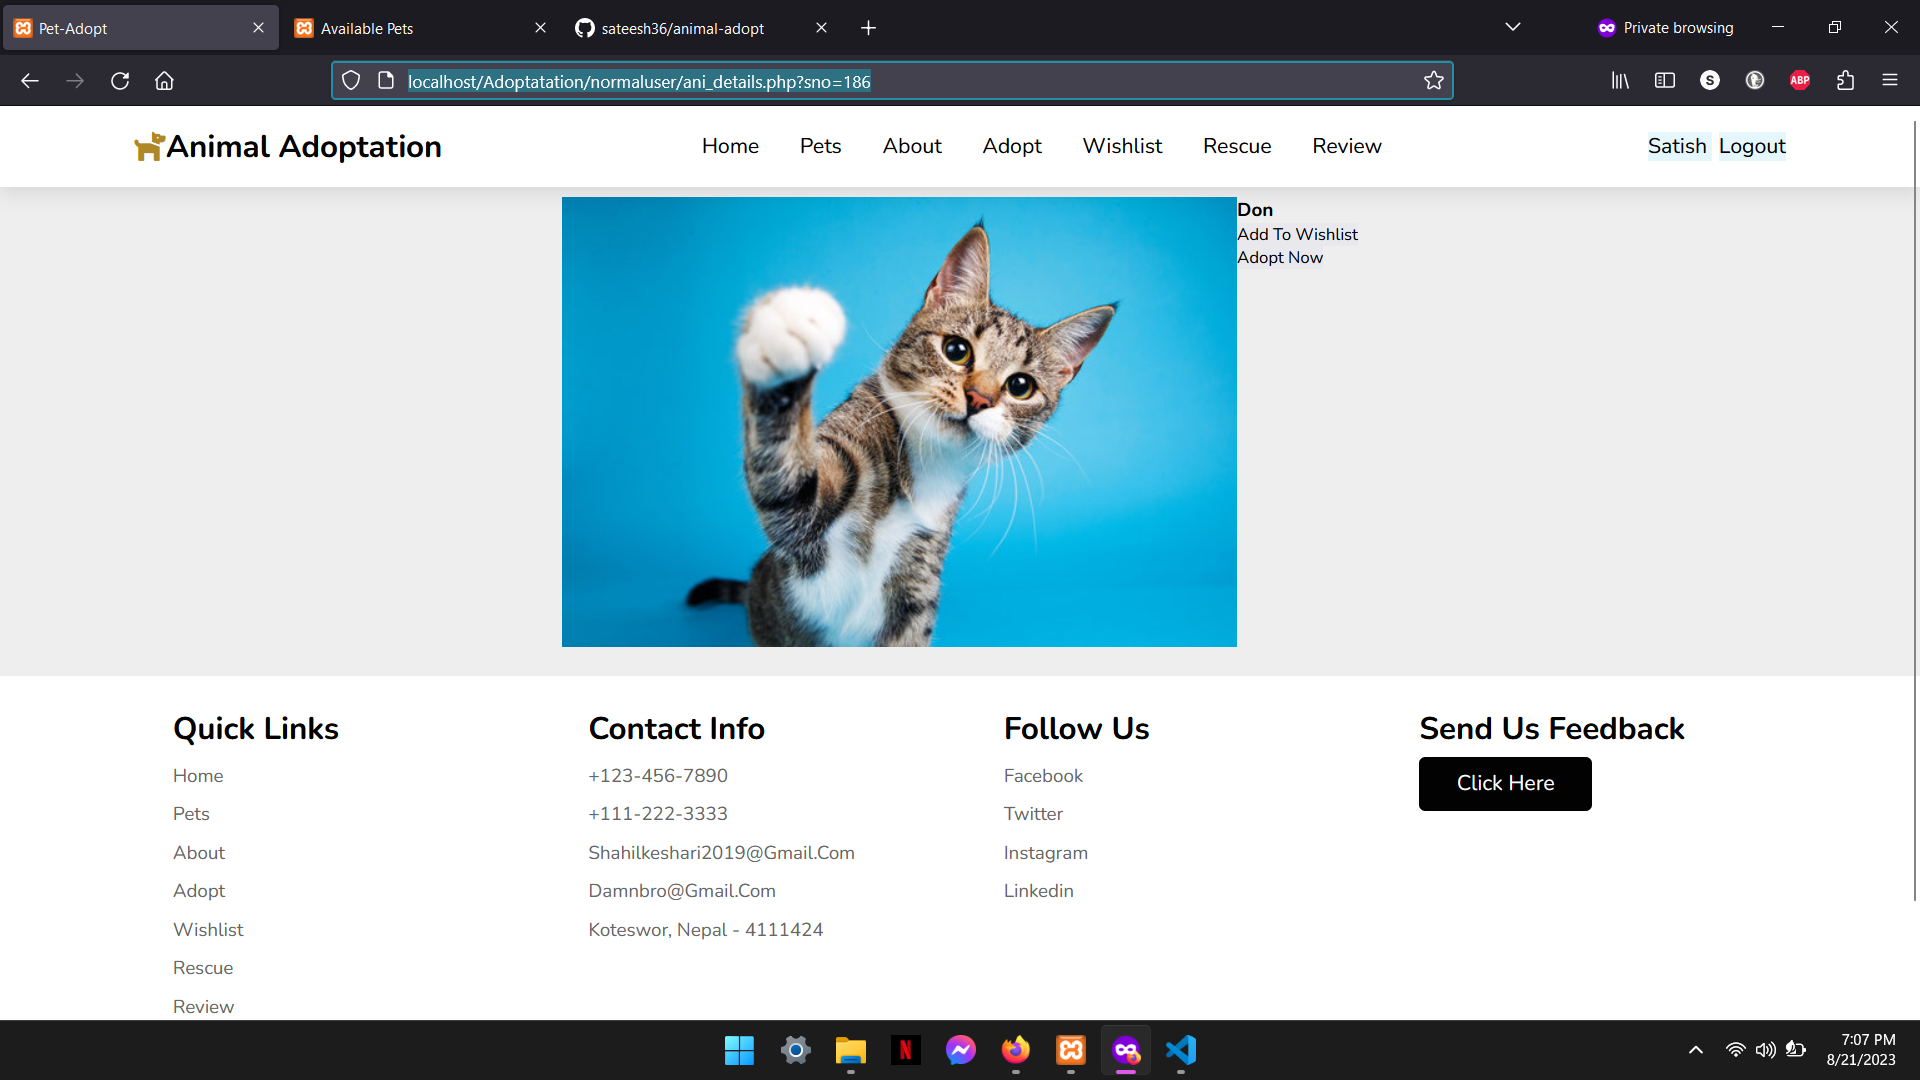 Pet-Adopt
Available Pets
sateesh36/animal-adopt
Private browsing
localhost/Adoptatation/normaluser/ani_details.php?sno=186
S
ABP
Animal Adoptation
Home
Pets
About
Adopt
Wishlist
Rescue
Review
Satish
Logout
Don
Add To Wishlist
Adopt Now
Quick Links
Home
Pets
About
Adopt
Wishlist
Rescue
Review
Contact Info
+123-456-7890
+111-222-3333
Shahilkeshari2019@Gmail.Com
Damnbro@Gmail.Com
Koteswor, Nepal - 4111424
Follow Us
Facebook
Twitter
Instagram
Linkedin
Send Us Feedback
Click Here
N
7:07 PM
8/21/2023